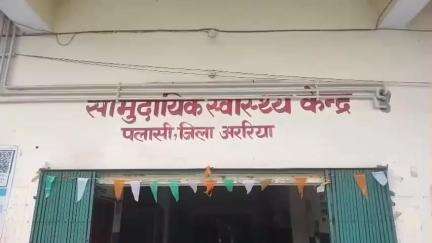 सामुदायिक स्वास्थ्य केन्द्र
पलासी, जिला अररिया